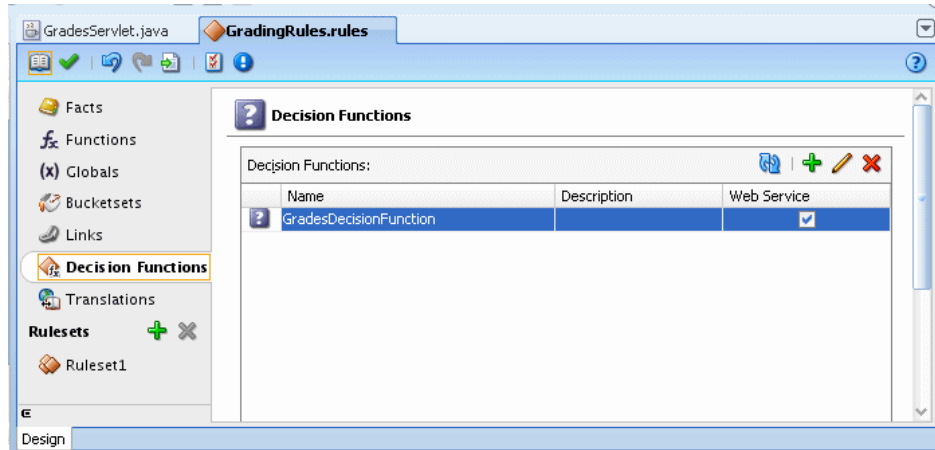 GradesServlet.java
GradingRules.rules
Facts
Functions
Globals
Bucketsets
Links
Decision Functions
Translations
Rulesets
Ruleset1
Design
Decision Functions
Decision Functions:
Name Description Web Service
GradesDecisionFunction